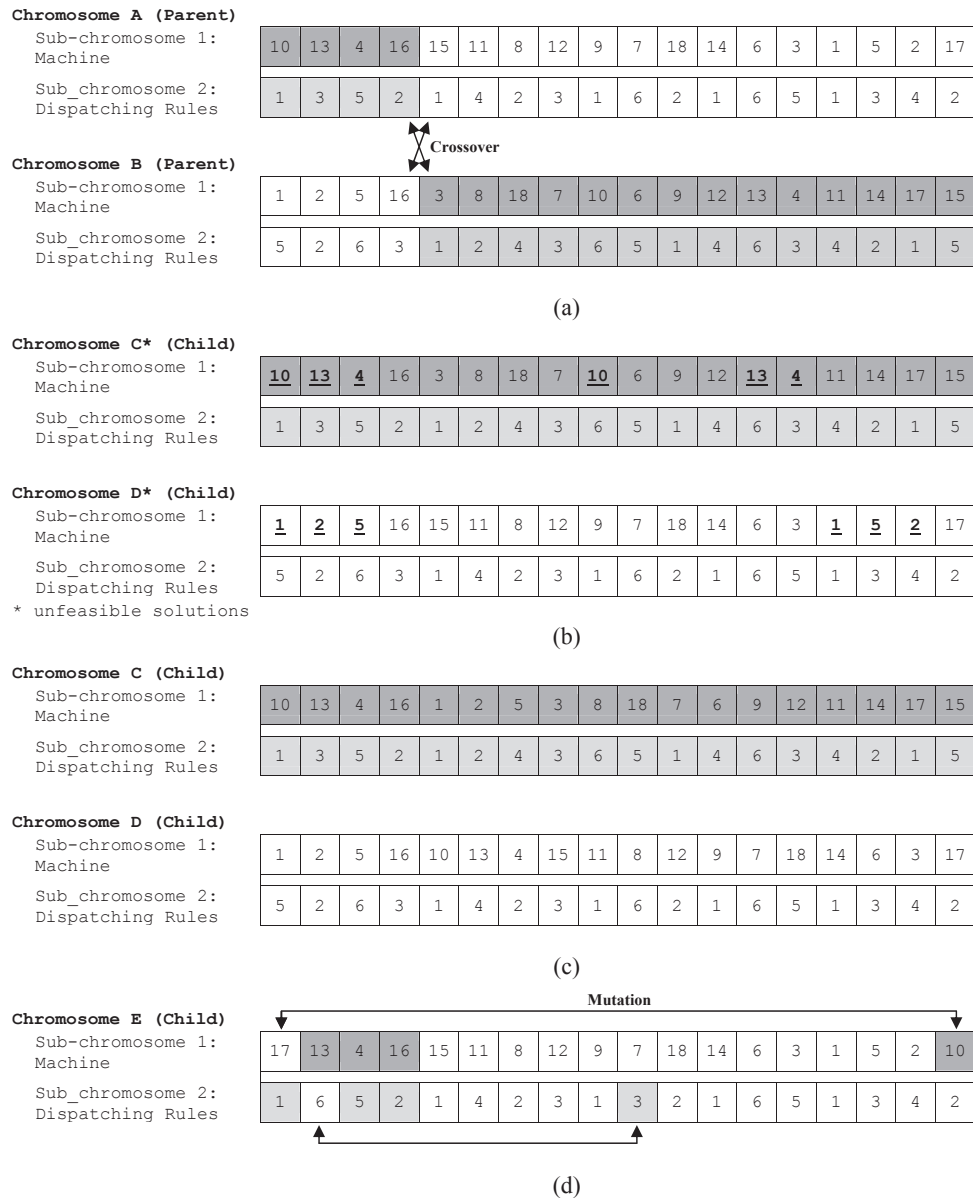 Chromosome A (Parent)
Sub-chromosome 1:
Machine
10 13 4 16 15 11 8 12 9 7 18 14 6 3 1 5 2 17
Sub_chromosome 2:
Dispatching Rules
1 3 5 2 1 4 2 3 1 6 2 1 6 5 1 3 4 2
Crossover
Chromosome B (Parent)
Sub-chromosome 1:
Machine
1 2 5 16 3 8 18 7 10 6 9 12 13 4 11 14 17 15
Sub_chromosome 2:
Dispatching Rules
5 2 6 3 1 2 4 3 6 5 1 4 6 3 4 2 1 5
(a)
Chromosome C* (Child)
Sub-chromosome 1:
Machine
10 13 4 16 3 8 18 7 10 6 9 12 13 4 11 14 17 15
Sub_chromosome 2:
Dispatching Rules
1 3 5 2 1 2 4 3 6 5 1 4 6 3 4 2 1 5
Chromosome D* (Child)
Sub-chromosome 1:
Machine
1 2 5 16 15 11 8 12 9 7 18 14 6 3 1 5 2 17
Sub_chromosome 2:
Dispatching Rules
5 2 6 3 1 4 2 3 1 6 2 1 6 5 1 3 4 2
* unfeasible solutions
(b)
Chromosome C (Child)
Sub-chromosome 1:
Machine
10 13 4 16 1 2 5 3 8 18 7 6 9 12 11 14 17 15
Sub_chromosome 2:
Dispatching Rules
1 3 5 2 1 2 4 3 6 5 1 4 6 3 4 2 1 5
Chromosome D (Child)
Sub-chromosome 1:
Machine
1 2 5 16 10 13 4 15 11 8 12 9 7 18 14 6 3 17
Sub_chromosome 2:
Dispatching Rules
5 2 6 3 1 4 2 3 1 6 2 1 6 5 1 3 4 2
(c)
Mutation
Chromosome E (Child)
Sub-chromosome 1:
Machine
17 13 4 16 15 11 8 12 9 7 18 14 6 3 1 5 2 10
Sub_chromosome 2:
Dispatching Rules
1 6 5 2 1 4 2 3 1 3 2 1 6 5 1 3 4 2
(d)